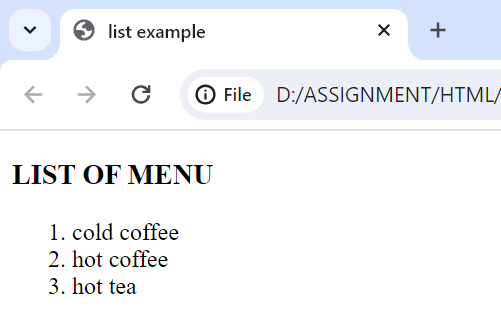 list example
File D:/ASSIGNMENT/HTML/
LIST OF MENU
1. cold coffee
2. hot coffee
3. hot tea